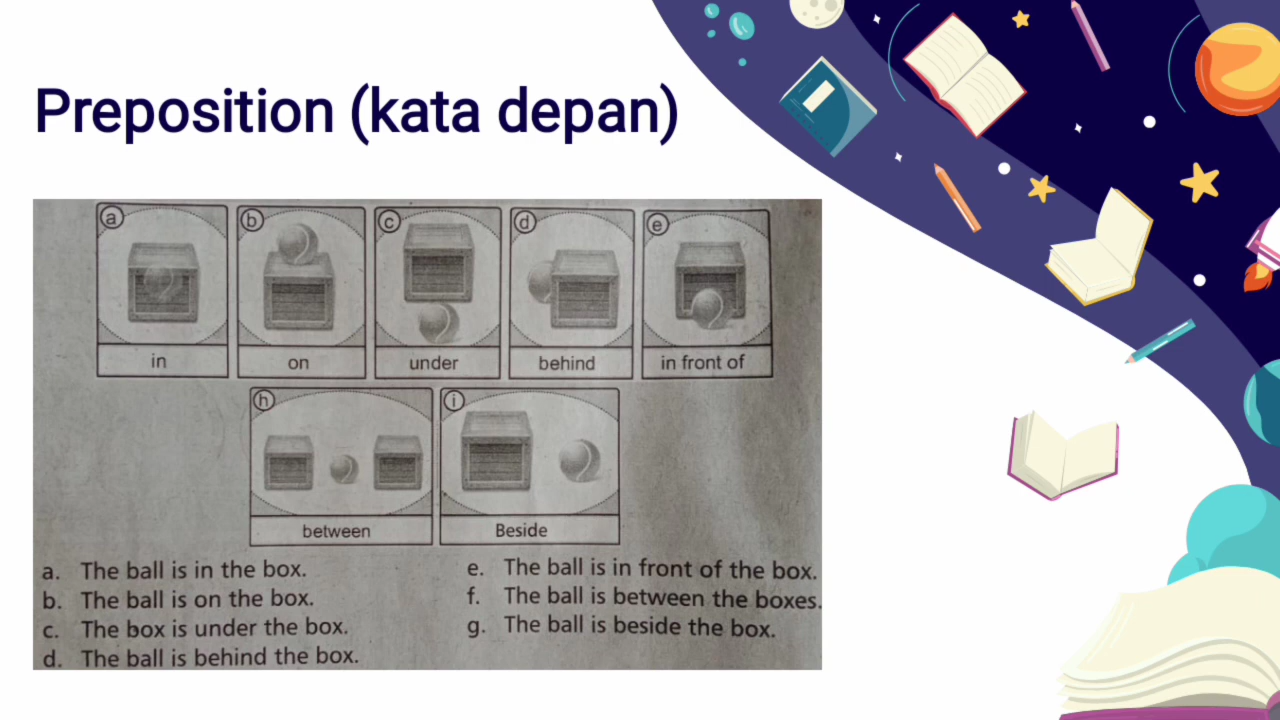 Preposition (kata depan)
a b c d e
in on under behind in front of
h i
between Beside
a. The ball is in the box.
b. The ball is on the box.
c. The box is under the box.
d. The ball is behind the box.
e. The ball is in front of the box.
f. The ball is between the boxes.
g. The ball is beside the box.